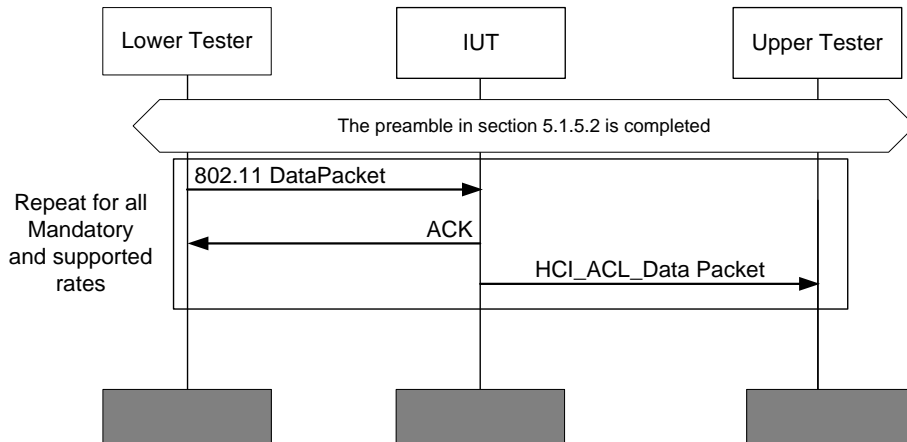 Lower Tester
IUT
Upper Tester
The preamble in section 5.1.5.2 is completed
802.11 DataPacket
Repeat for all
Mandatory
and supported
rates
ACK
HCI_ACL_Data Packet